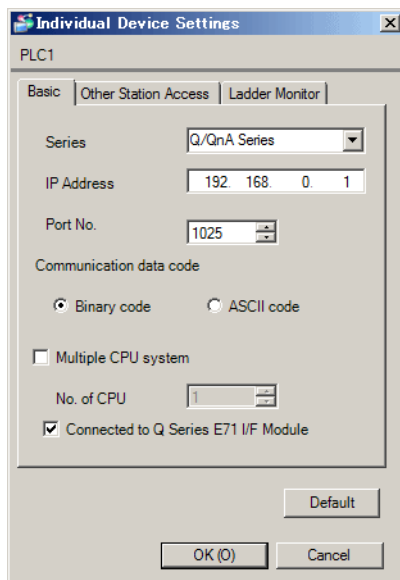 Individual Device Settings
PLC1
Basic Other Station Access Ladder Monitor
Series Q/QnA Series
IP Address 192. 168. 0. 1
Port No. 1025
Communication data code
Binary code ASCII code
Multiple CPU system
No. of CPU 1
Connected to Q Series E71 I/F Module
Default
OK (O) Cancel